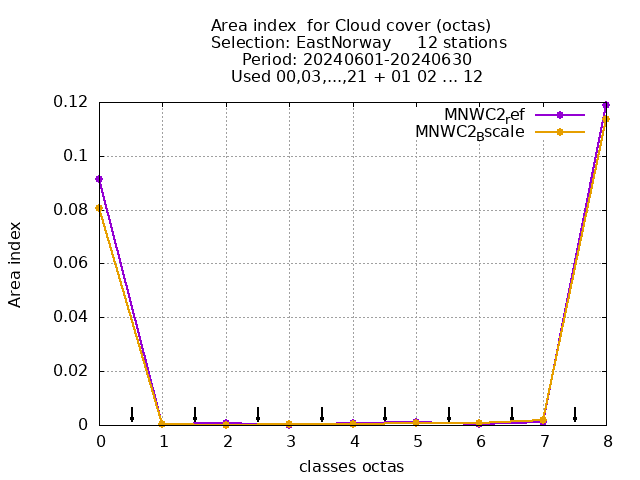 Area index  for Cloud cover (octas)
Selection: EastNorway     12 stations
Period: 20240601-20240630
Used 00,03,...,21 + 01 02 ... 12
MNWC2_ref
MNWC2_Bscale
0.12
0.1
0.08
0.06
0.04
0.02
0
Area index
0 1 2 3 4 5 6 7 8
classes octas